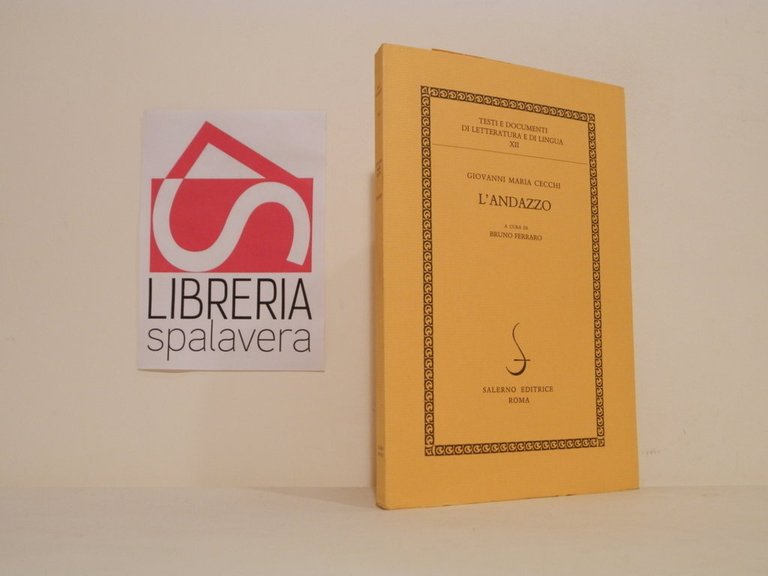 LIBRERIA
spalavera
TESTI E DOCUMENTI
DI LETTERATURA E DI LINGUA
XII
GIOVANNI MARIA CECCHI
L'ANDAZZO
A CURA DI
BRUNO FERRARO
SALERNO EDITRICE
ROMA